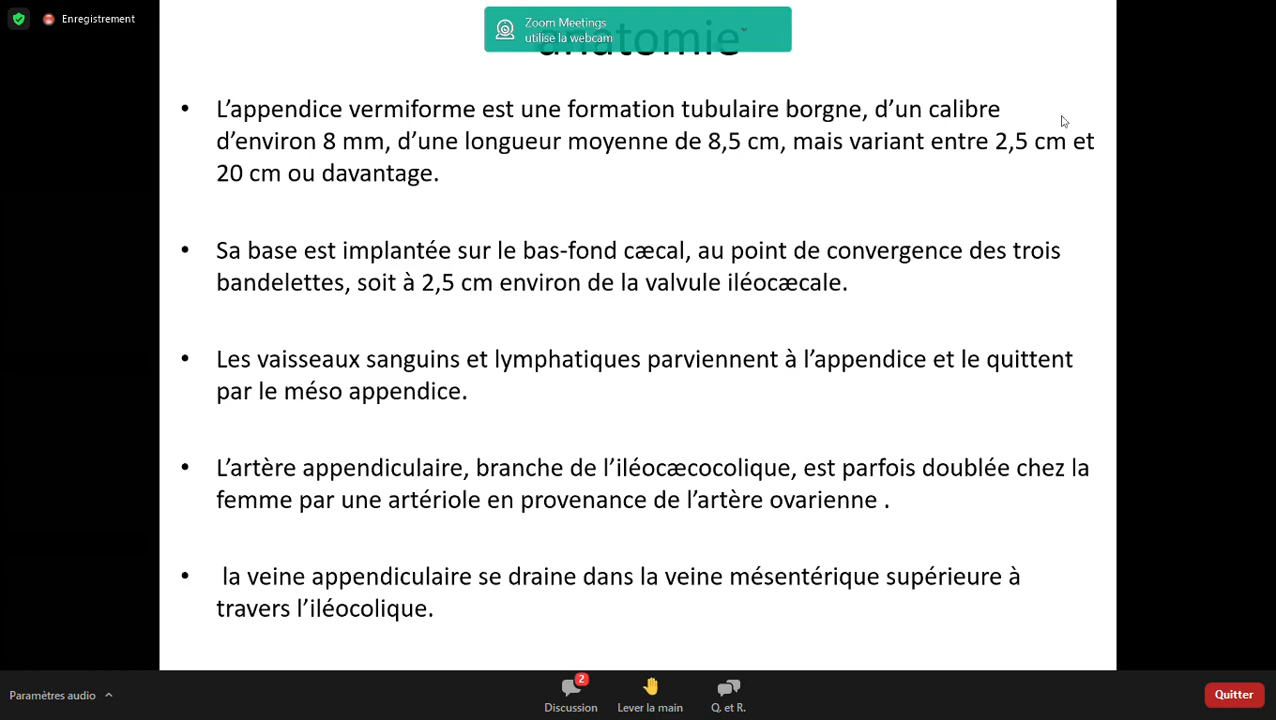 Enregistrement
Zoom Meetings
utilise la webcam
anatomie
• L’appendice vermiforme est une formation tubulaire borgne, d’un calibre
d’environ 8 mm, d’une longueur moyenne de 8,5 cm, mais variant entre 2,5 cm et
20 cm ou davantage.
• Sa base est implantée sur le bas-fond cæcal, au point de convergence des trois
bandelettes, soit à 2,5 cm environ de la valvule iléocæcale.
• Les vaisseaux sanguins et lymphatiques parviennent à l’appendice et le quittent
par le méso appendice.
• L’artère appendiculaire, branche de l’iléocæcocolique, est parfois doublée chez la
femme par une artériole en provenance de l’artère ovarienne .
• la veine appendiculaire se draine dans la veine mésentérique supérieure à
travers l’iléocolique.
Paramètres audio
2
Discussion
Lever la main
Q. et R.
Quitter